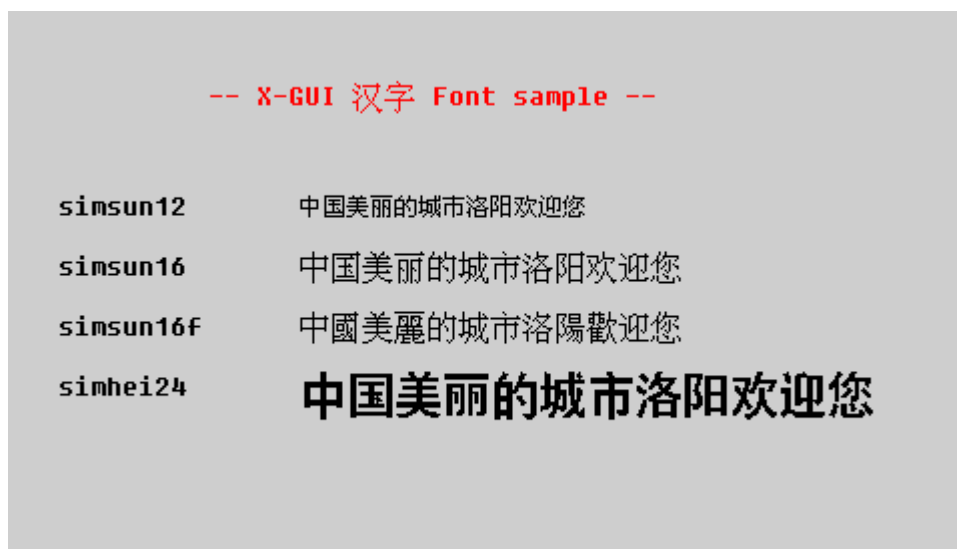 -- X-GUI 汉字 Font sample --
simsun12 中国美丽的城市洛阳欢迎您
simsun16 中国美丽的城市洛阳欢迎您
simsun16f 中國美麗的城市洛陽歡迎您
simhei24 中国美丽的城市洛阳欢迎您